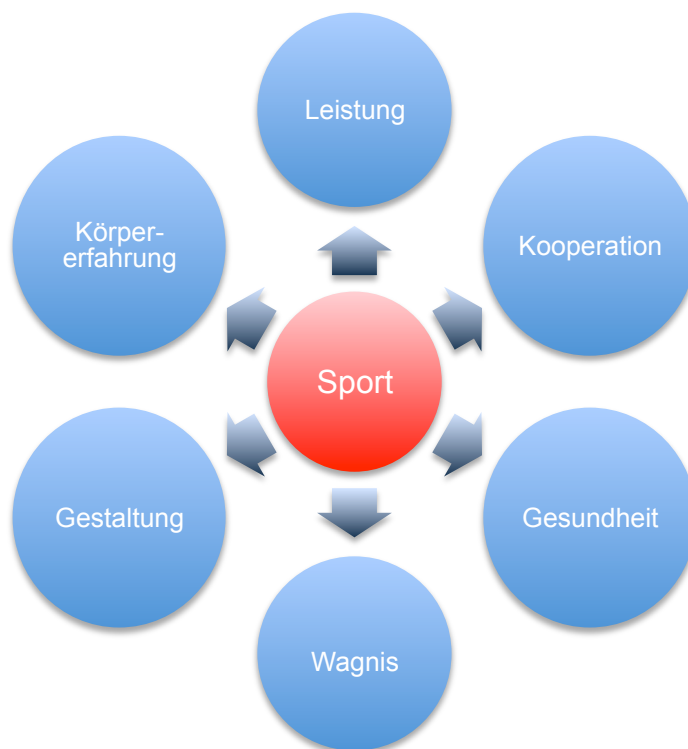 Leistung
Körper-
erfahrung
Kooperation
Sport
Gestaltung
Gesundheit
Wagnis